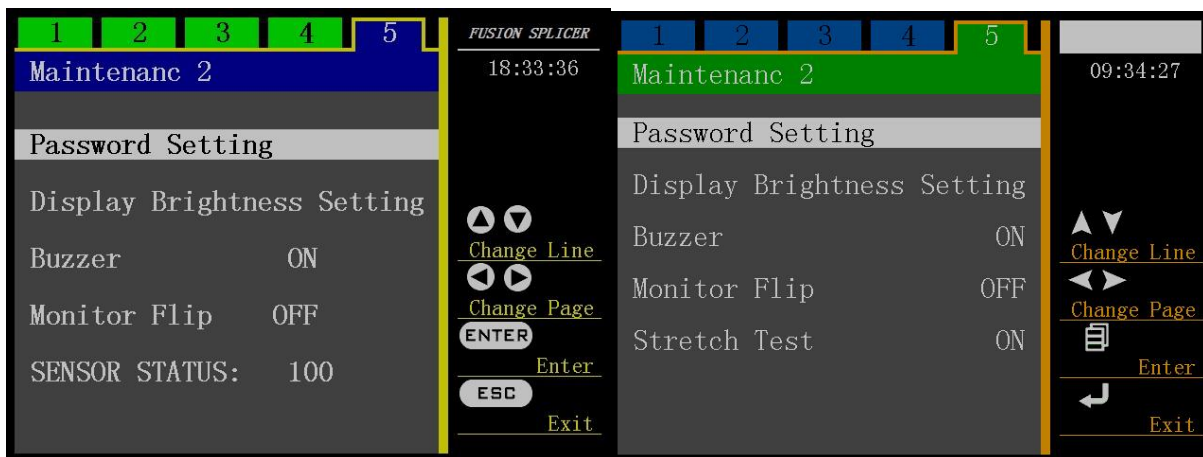 1 2 3 4 5
Maintenanc 2
Password Setting
Display Brightness Setting
Buzzer ON
Monitor Flip OFF
SENSOR STATUS: 100
FUSION SPLICER
18:33:36
Change Line
Change Page
ENTER
Enter
ESC
Exit
1 2 3 4 5
Maintenanc 2
Password Setting
Display Brightness Setting
Buzzer ON
Monitor Flip OFF
Stretch Test ON
09:34:27
Change Line
Change Page
Enter
Exit